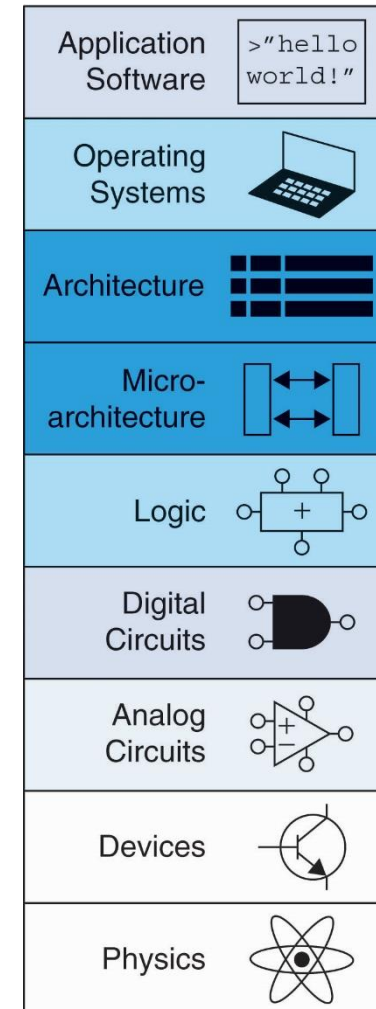 Application
Software
>"hello
world!"
Operating
Systems
Architecture
Micro-
architecture
Logic
+
Digital
Circuits
Analog
Circuits
+
−
Devices
Physics